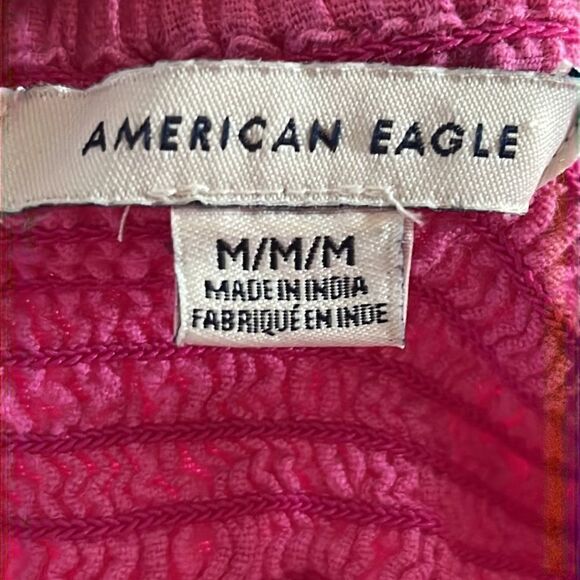 AMERICAN EAGLE
M/M/M
MADE IN INDIA
FABRIQUÉ EN INDE